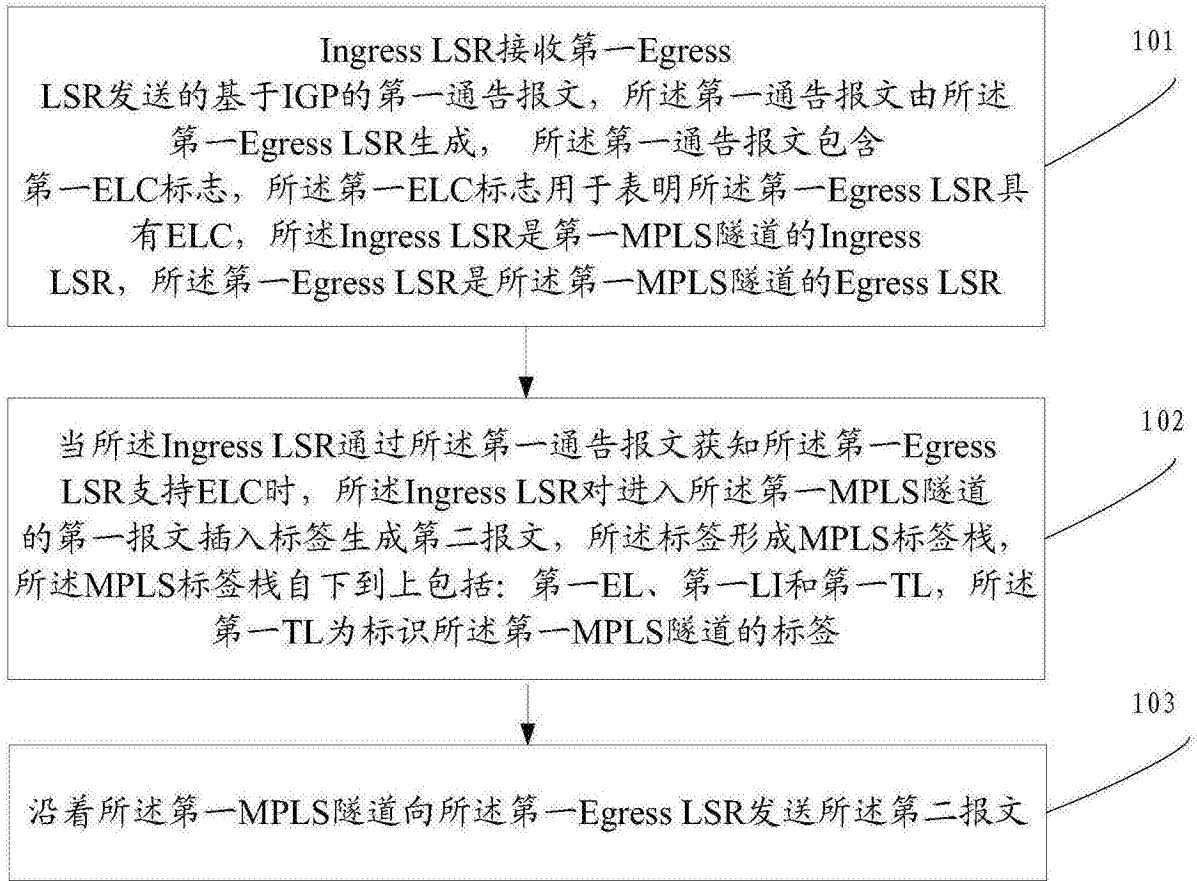 Ingress LSR接收第一Egress
LSR发送的基于IGP的第一通告报文，所述第一通告报文由所述
第一Egress LSR生成， 所述第一通告报文包含
第一ELC标志，所述第一ELC标志用于表明所述第一Egress LSR具
有ELC，所述Ingress LSR是第一MPLS隧道的Ingress
LSR，所述第一Egress LSR是所述第一MPLS隧道的Egress LSR
101
当所述Ingress LSR通过所述第一通告报文获知所述第一Egress
LSR支持ELC时，所述Ingress LSR对进入所述第一MPLS隧道
的第一报文插入标签生成第二报文，所述标签形成MPLS标签栈，
所述MPLS标签栈自下到上包括：第一EL、第一LI和第一TL，所述
第一TL为标识所述第一MPLS隧道的标签
102
沿着所述第一MPLS隧道向所述第一Egress LSR发送所述第二报文
103